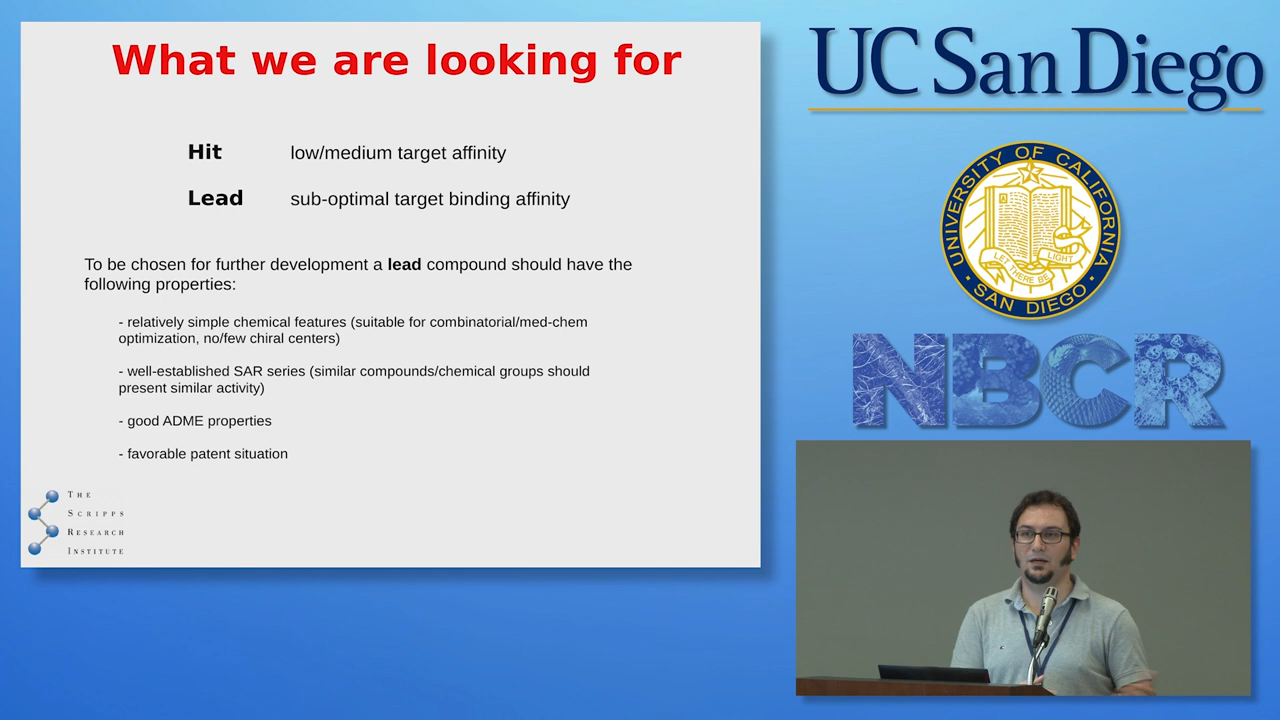 What we are looking for
Hit low/medium target affinity
Lead sub-optimal target binding affinity
To be chosen for further development a lead compound should have the
following properties:
- relatively simple chemical features (suitable for combinatorial/med-chem
optimization, no/few chiral centers)
- well-established SAR series (similar compounds/chemical groups should
present similar activity)
- good ADME properties
- favorable patent situation
THE
SCRIPPS
RESEARCH
INSTITUTE
UC San Diego
UNIVERSITY OF CALIFORNIA
LET THERE BE LIGHT
• SAN DIEGO •
NBCR